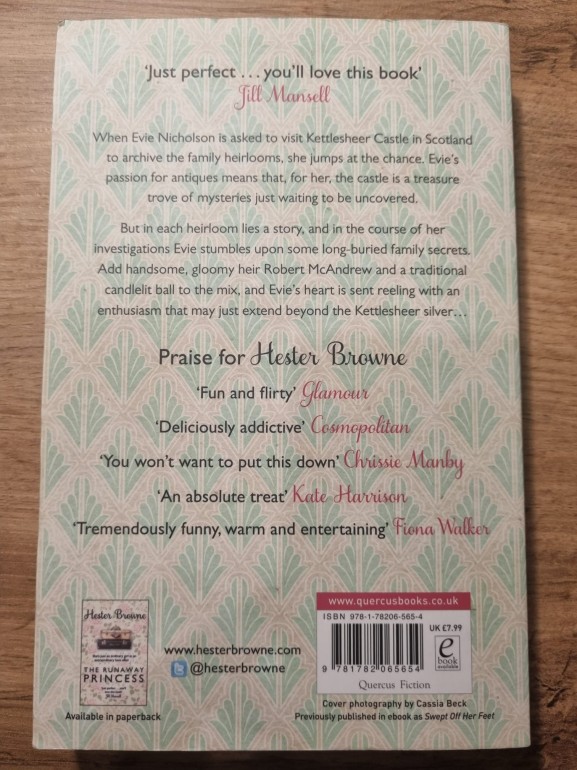 'Just perfect ... you'll love this book'
Jill Mansell
When Evie Nicholson is asked to visit Kettlesheer Castle in Scotland
to archive the family heirlooms, she jumps at the chance. Evie's
passion for antiques means that, for her, the castle is a treasure
trove of mysteries just waiting to be uncovered.
But in each heirloom lies a story, and in the course of her
investigations Evie stumbles upon some long-buried family secrets.
Add handsome, gloomy heir Robert McAndrew and a traditional
candlelit ball to the mix, and Evie's heart is sent reeling with an
enthusiasm that may just extend beyond the Kettlesheer silver...
Praise for Hester Browne
'Fun and flirty' Glamour
'Deliciously addictive' Cosmopolitan
'You won't want to put this down' Chrissie Manby
'An absolute treat' Kate Harrison
'Tremendously funny, warm and entertaining' Fiona Walker
Hester Browne
THE RUNAWAY
PRINCESS
Available in paperback
www.hesterbrowne.com
@hesterbrowne
www.quercusbooks.co.uk
ISBN 978-1-78206-565-4
UK £7.99
9 781782 065654
e
book
available
Quercus Fiction
Cover photography by Cassia Beck
Previously published in ebook as Swept Off Her Feet